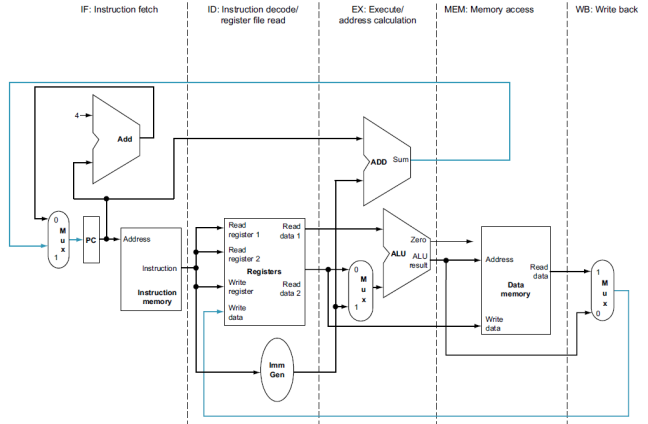 IF: Instruction fetch
ID: Instruction decode/
register file read
EX: Execute/
address calculation
MEM: Memory access
WB: Write back
4
Add
ADD
Sum
0
M
u
x
1
PC
Address
Instruction
Instruction
memory
Read
register 1
Read
register 2
Registers
Write
register
Write
data
Read
data 1
Read
data 2
Imm
Gen
0
M
u
x
1
Zero
ALU
ALU
result
Address
Read
data
Data
memory
Write
data
1
M
u
x
0